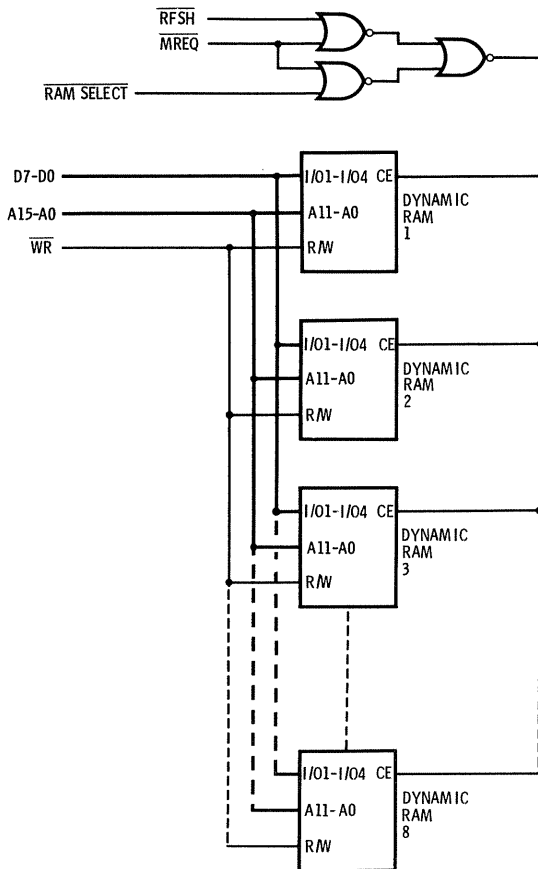 RFSH
MREQ
RAM SELECT
D7-D0
A15-A0
WR
I/O1-I/O4 CE
A11-A0
R/W
DYNAMIC
RAM
1
I/O1-I/O4 CE
A11-A0
R/W
DYNAMIC
RAM
2
I/O1-I/O4 CE
A11-A0
R/W
DYNAMIC
RAM
3
I/O1-I/O4 CE
A11-A0
R/W
DYNAMIC
RAM
8